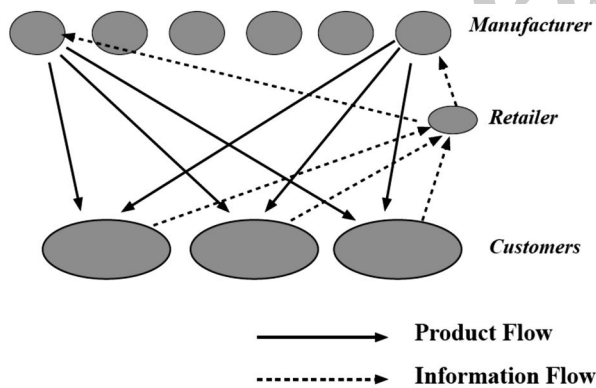 Manufacturer
Retailer
Customers
Product Flow
Information Flow